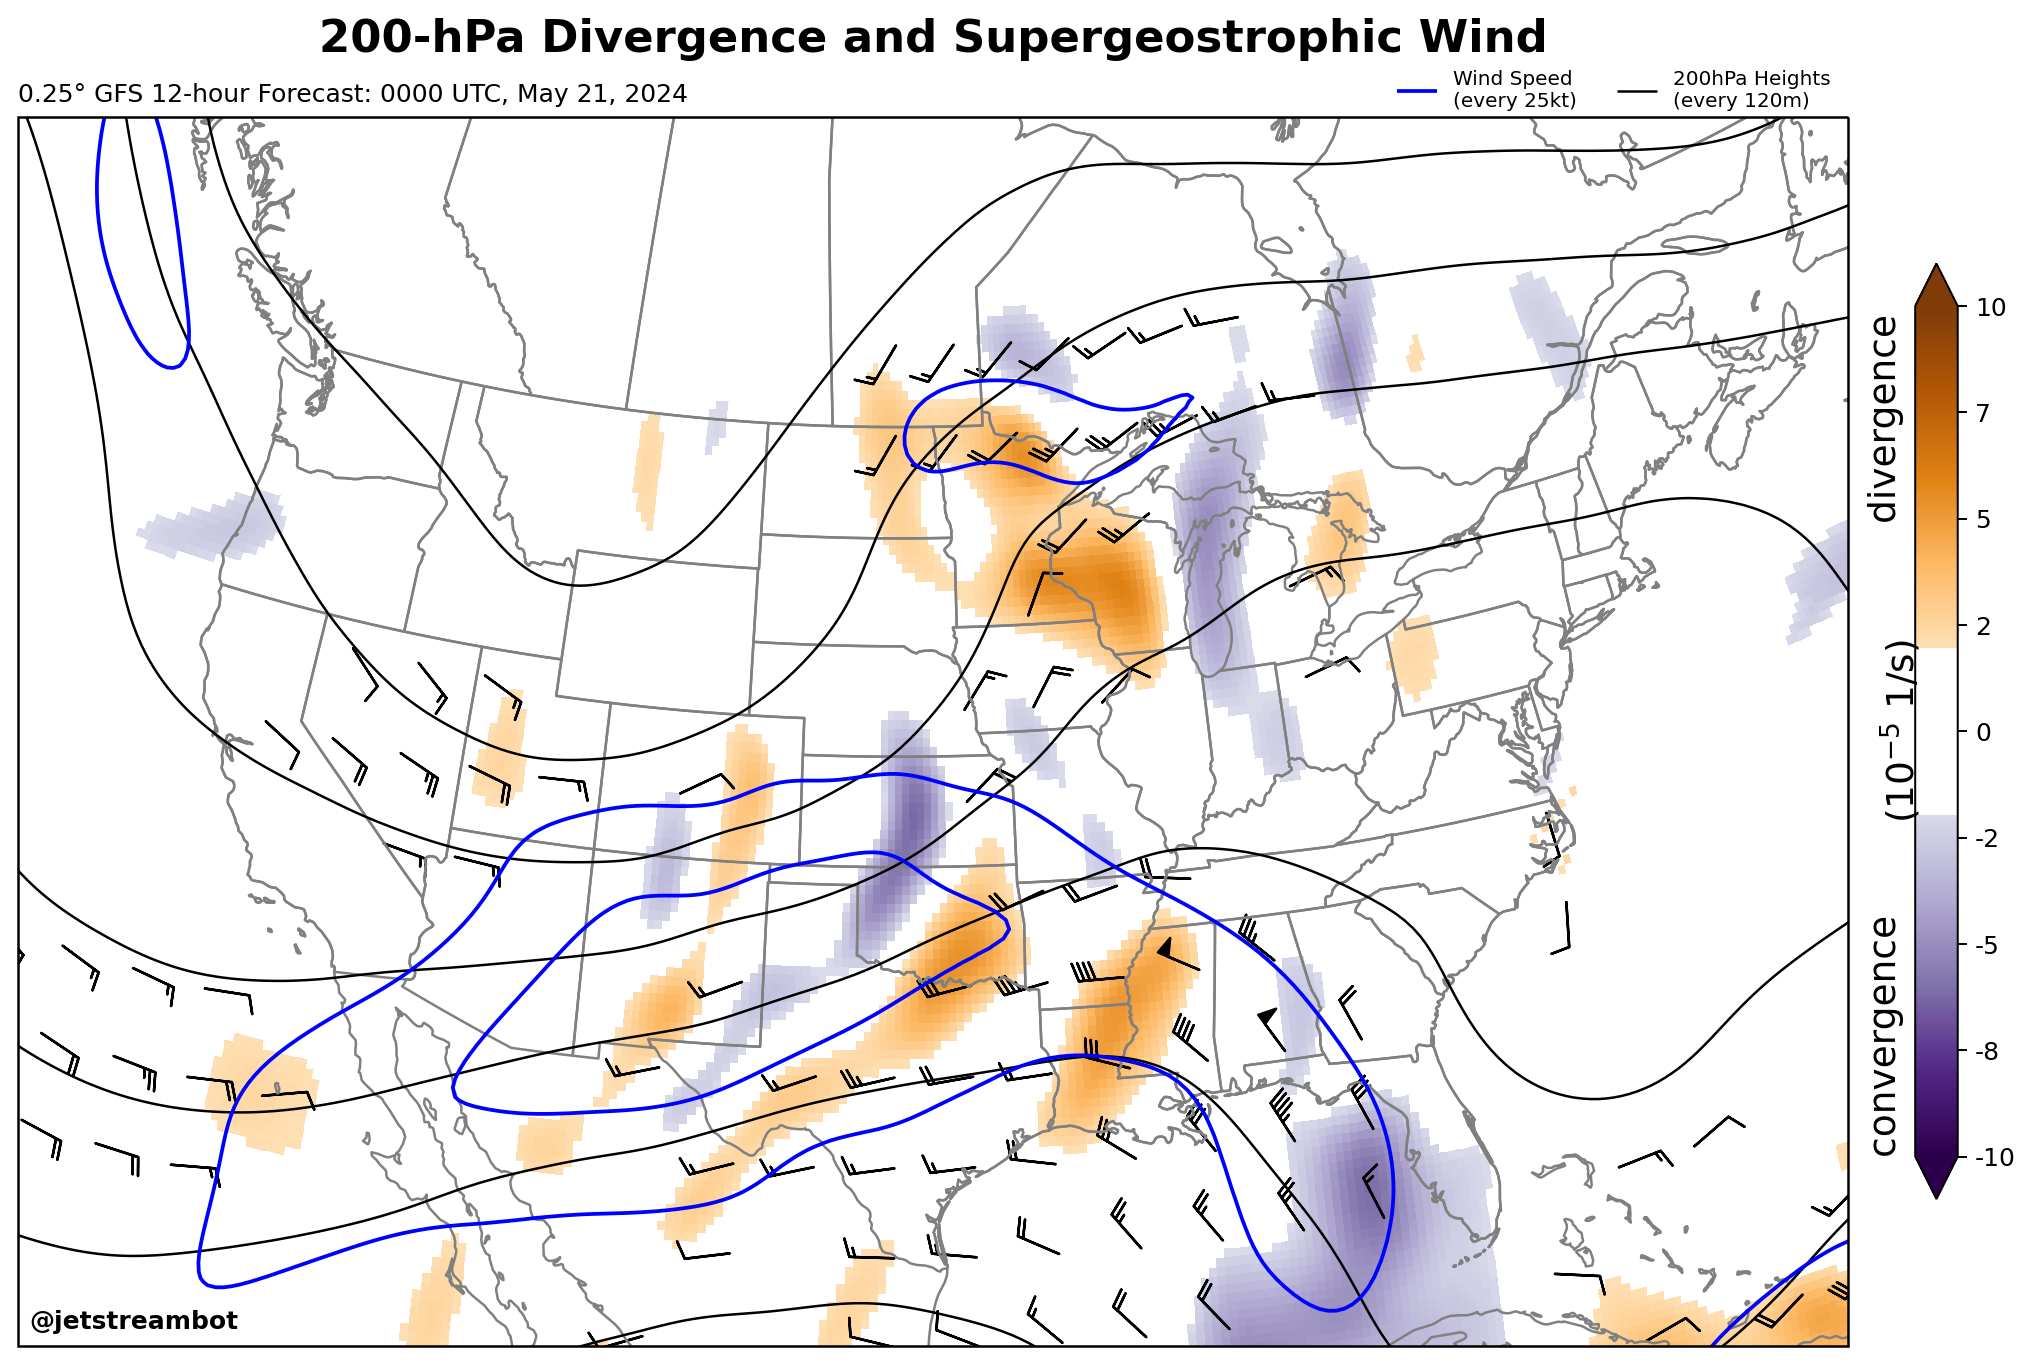 200-hPa Divergence and Supergeostrophic Wind
0.25° GFS 12-hour Forecast: 0000 UTC, May 21, 2024
Wind Speed
(every 25kt)
200hPa Heights
(every 120m)
10
7
5
2
0
-2
-5
-8
-10
convergence (10⁻⁵ 1/s) divergence
@jetstreambot